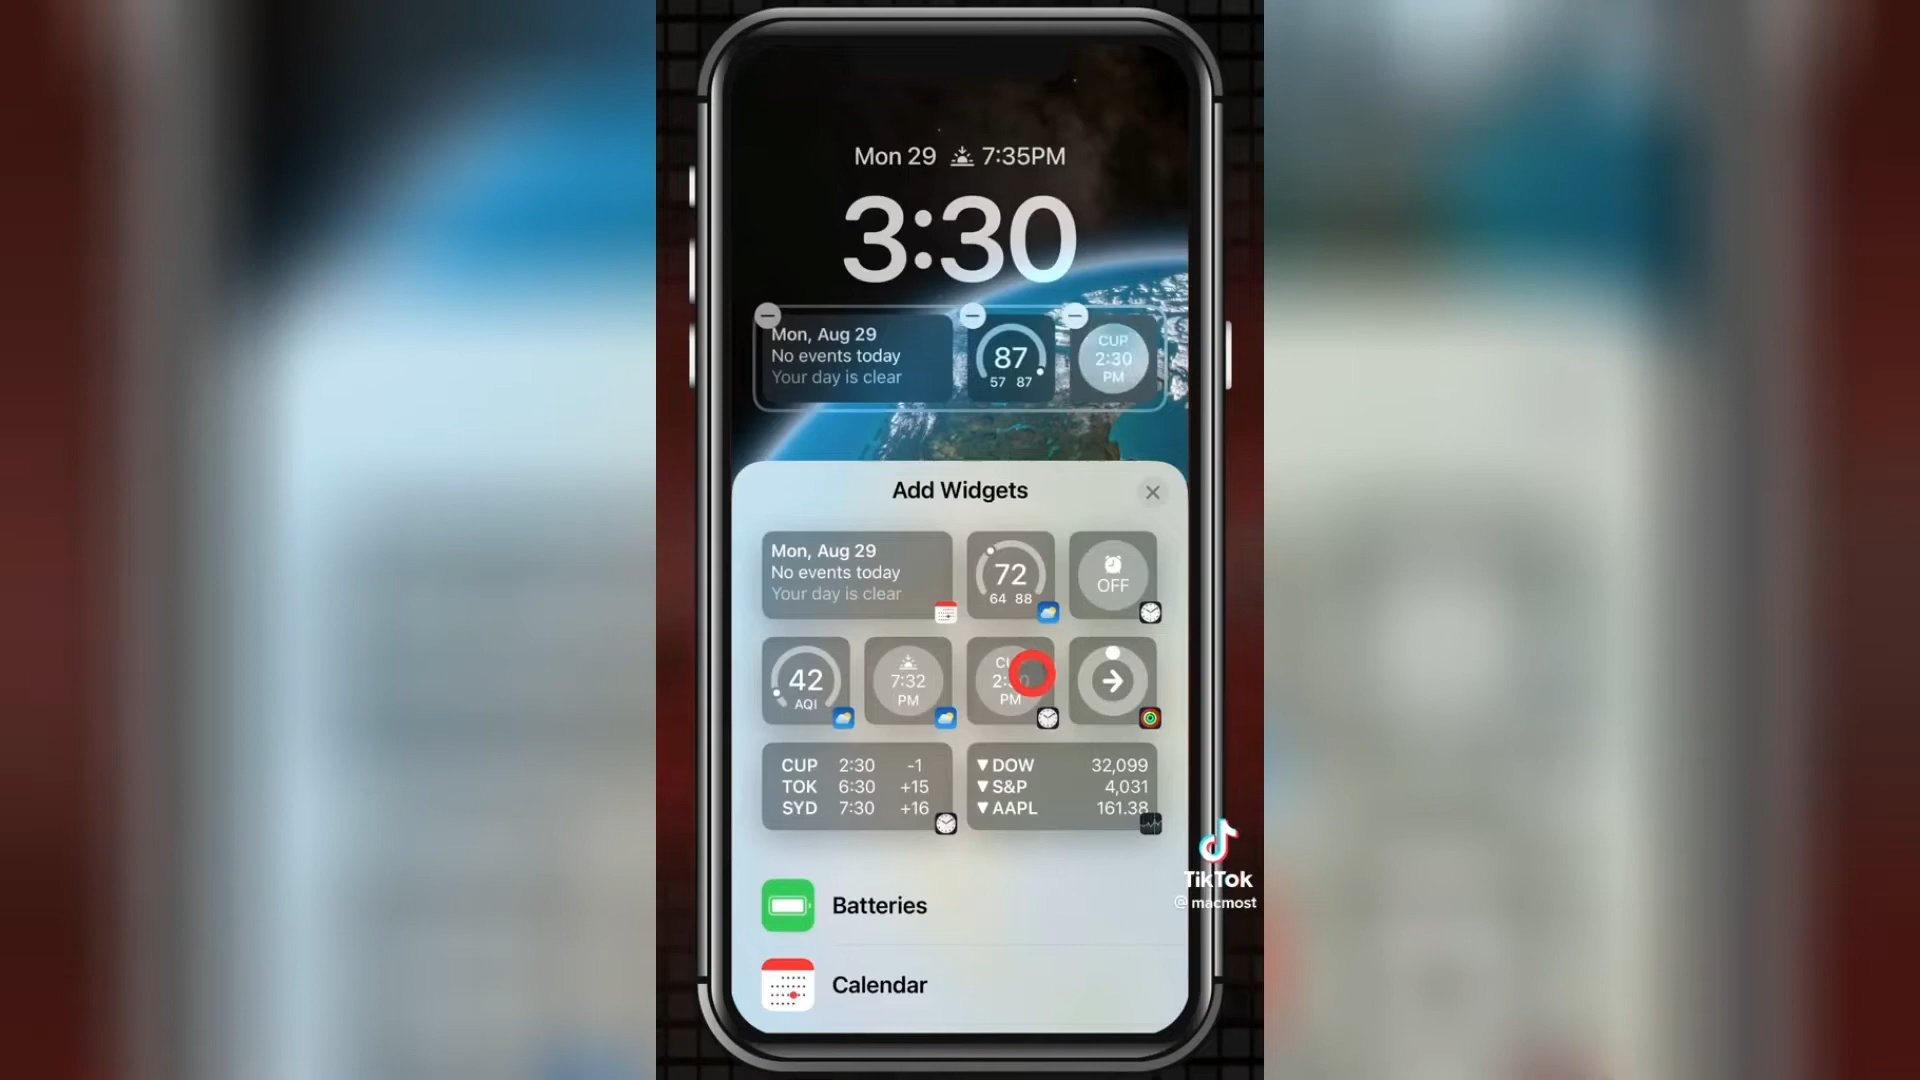 Mon 29 7:35PM
3:30
Mon, Aug 29
No events today
Your day is clear
87
57 87
CUP
2:30
PM
Add Widgets
Mon, Aug 29
No events today
Your day is clear
72
64 88
OFF
42
AQI
7:32
PM
PM
CUP 2:30 -1
TOK 6:30 +15
SYD 7:30 +16
DOW 32,099
S&P 4,031
AAPL 161.38
Batteries
Calendar
TikTok
@macmost